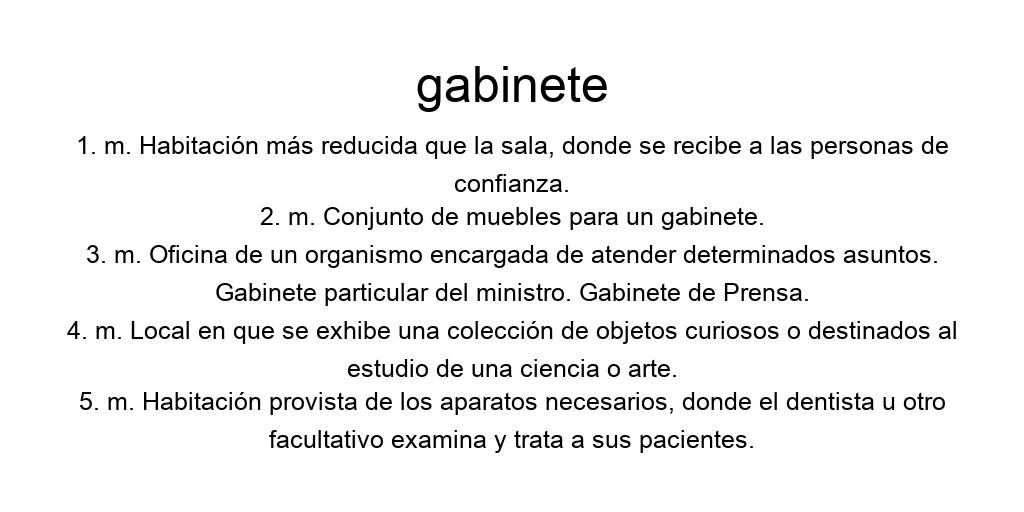 gabinete
1. m. Habitación más reducida que la sala, donde se recibe a las personas de
confianza.
2. m. Conjunto de muebles para un gabinete.
3. m. Oficina de un organismo encargada de atender determinados asuntos.
Gabinete particular del ministro. Gabinete de Prensa.
4. m. Local en que se exhibe una colección de objetos curiosos o destinados al
estudio de una ciencia o arte.
5. m. Habitación provista de los aparatos necesarios, donde el dentista u otro
facultativo examina y trata a sus pacientes.